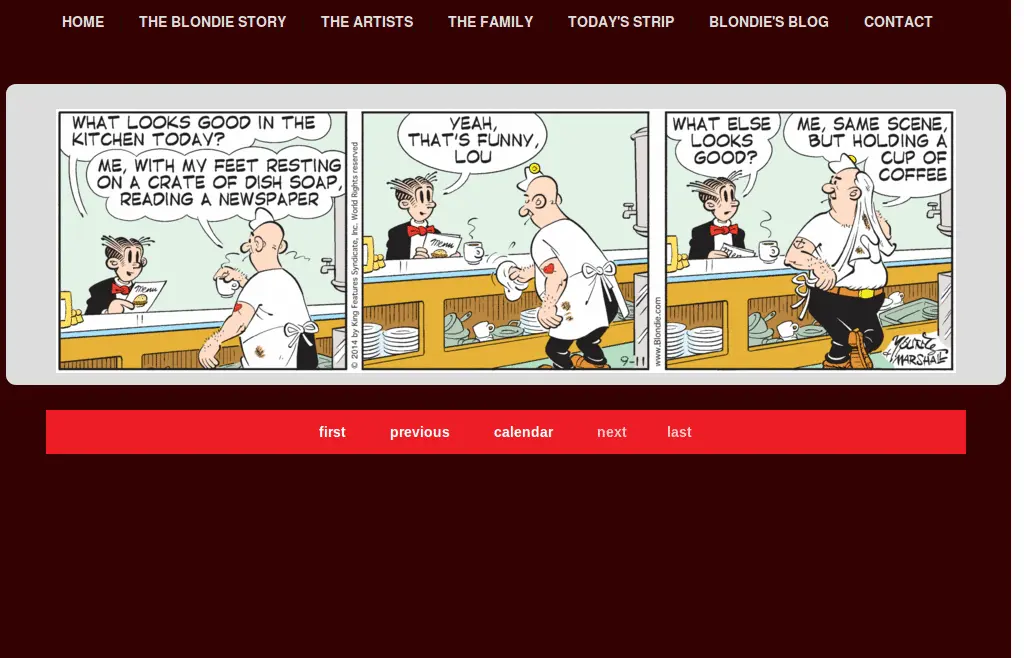 HOME THE BLONDIE STORY THE ARTISTS THE FAMILY TODAY'S STRIP BLONDIE'S BLOG CONTACT
WHAT LOOKS GOOD IN THE
KITCHEN TODAY?
ME, WITH MY FEET RESTING
ON A CRATE OF DISH SOAP,
READING A NEWSPAPER
Menu
© 2014 by King Features Syndicate, Inc. World Rights reserved
YEAH,
THAT'S FUNNY,
LOU
Menu
9-11
www.Blondie.com
WHAT ELSE
LOOKS
GOOD?
ME, SAME SCENE,
BUT HOLDING A
CUP OF
COFFEE
MARSHALL
first previous calendar next last